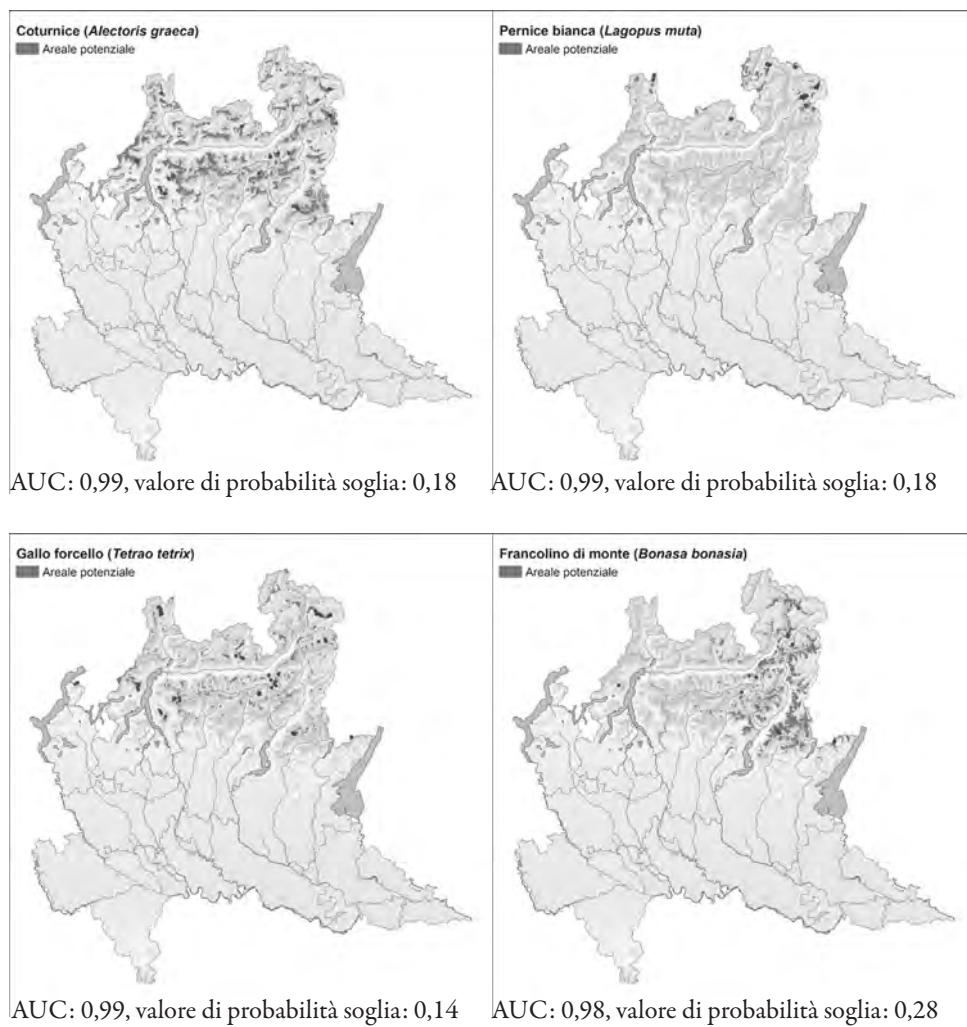 Coturnice (Alectoris graeca)
Areale potenziale
AUC: 0,99, valore di probabilità soglia: 0,18
Pernice bianca (Lagopus muta)
Areale potenziale
AUC: 0,99, valore di probabilità soglia: 0,18
Gallo forcello (Tetrao tetrix)
Areale potenziale
AUC: 0,99, valore di probabilità soglia: 0,14
Francolino di monte (Bonasa bonasia)
Areale potenziale
AUC: 0,98, valore di probabilità soglia: 0,28